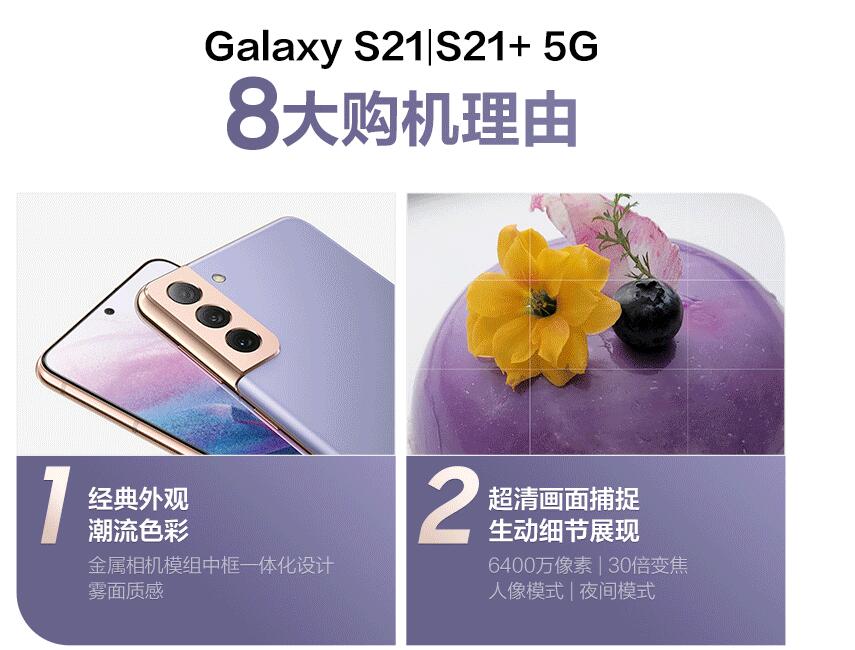 Galaxy S21|S21+ 5G
8大购机理由
1
经典外观
潮流色彩
金属相机模组中框一体化设计
雾面质感
2
超清画面捕捉
生动细节展现
6400万像素 | 30倍变焦
人像模式 | 夜间模式